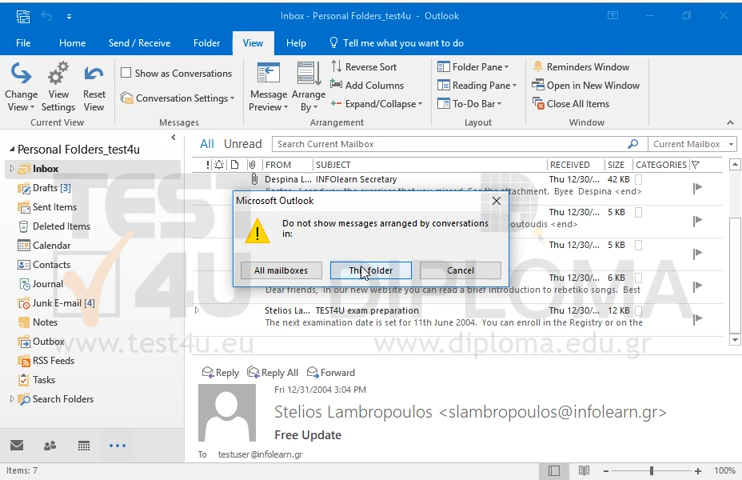 Inbox - Personal Folders_test4u - Outlook
File Home Send / Receive Folder View Help Tell me what you want to do
Change View Settings Reset View
Current View
Show as Conversations
Conversation Settings
Messages
Message Preview Arrange By
Reverse Sort
Add Columns
Expand/Collapse
Arrangement
Folder Pane
Reading Pane
To-Do Bar
Layout
Reminders Window
Open in New Window
Close All Items
Window
Personal Folders_test4u
Inbox
Drafts [3]
Sent Items
Deleted Items
Calendar
Contacts
Journal
Junk E-mail [4]
Notes
Outbox
RSS Feeds
Tasks
Search Folders
All Unread Search Current Mailbox Current Mailbox
FROM SUBJECT RECEIVED SIZE CATEGORIES
Despina L... INFOlearn Secretary Thu 12/30/... 42 KB
attachment. Byee Despina <end>
Thu 12/30/... 5 KB
outoudis <end>
Thu 12/30/... 5 KB
Thu 12/30/... 6 KB
Dear friends, In our new website you can read a brief introduction to rebetiko songs. Best
Stelios La... TEST4U exam preparation Thu 12/30/... 12 KB
The next examination date is set for 11th June 2004. You can enroll in the Registry or on the
Microsoft Outlook
Do not show messages arranged by conversations
in:
All mailboxes This folder Cancel
Reply Reply All Forward
Fri 12/31/2004 3:04 PM
Stelios Lambropoulos <slambropoulos@infolearn.gr>
Free Update
To testuser@infolearn.gr
TEST
4U DIPLOMA
www.test4u.eu www.diploma.edu.gr
Items: 7 100%